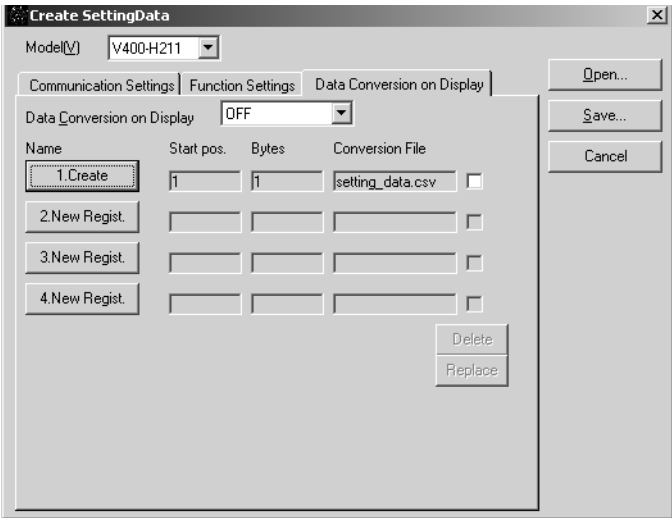 Create SettingData
Model(V) V400-H211
Open...
Communication Settings Function Settings Data Conversion on Display
Save...
Data Conversion on Display OFF
Cancel
Name Start pos. Bytes Conversion File
1.Create 1 1 setting_data.csv
2.New Regist.
3.New Regist.
4.New Regist.
Delete
Replace